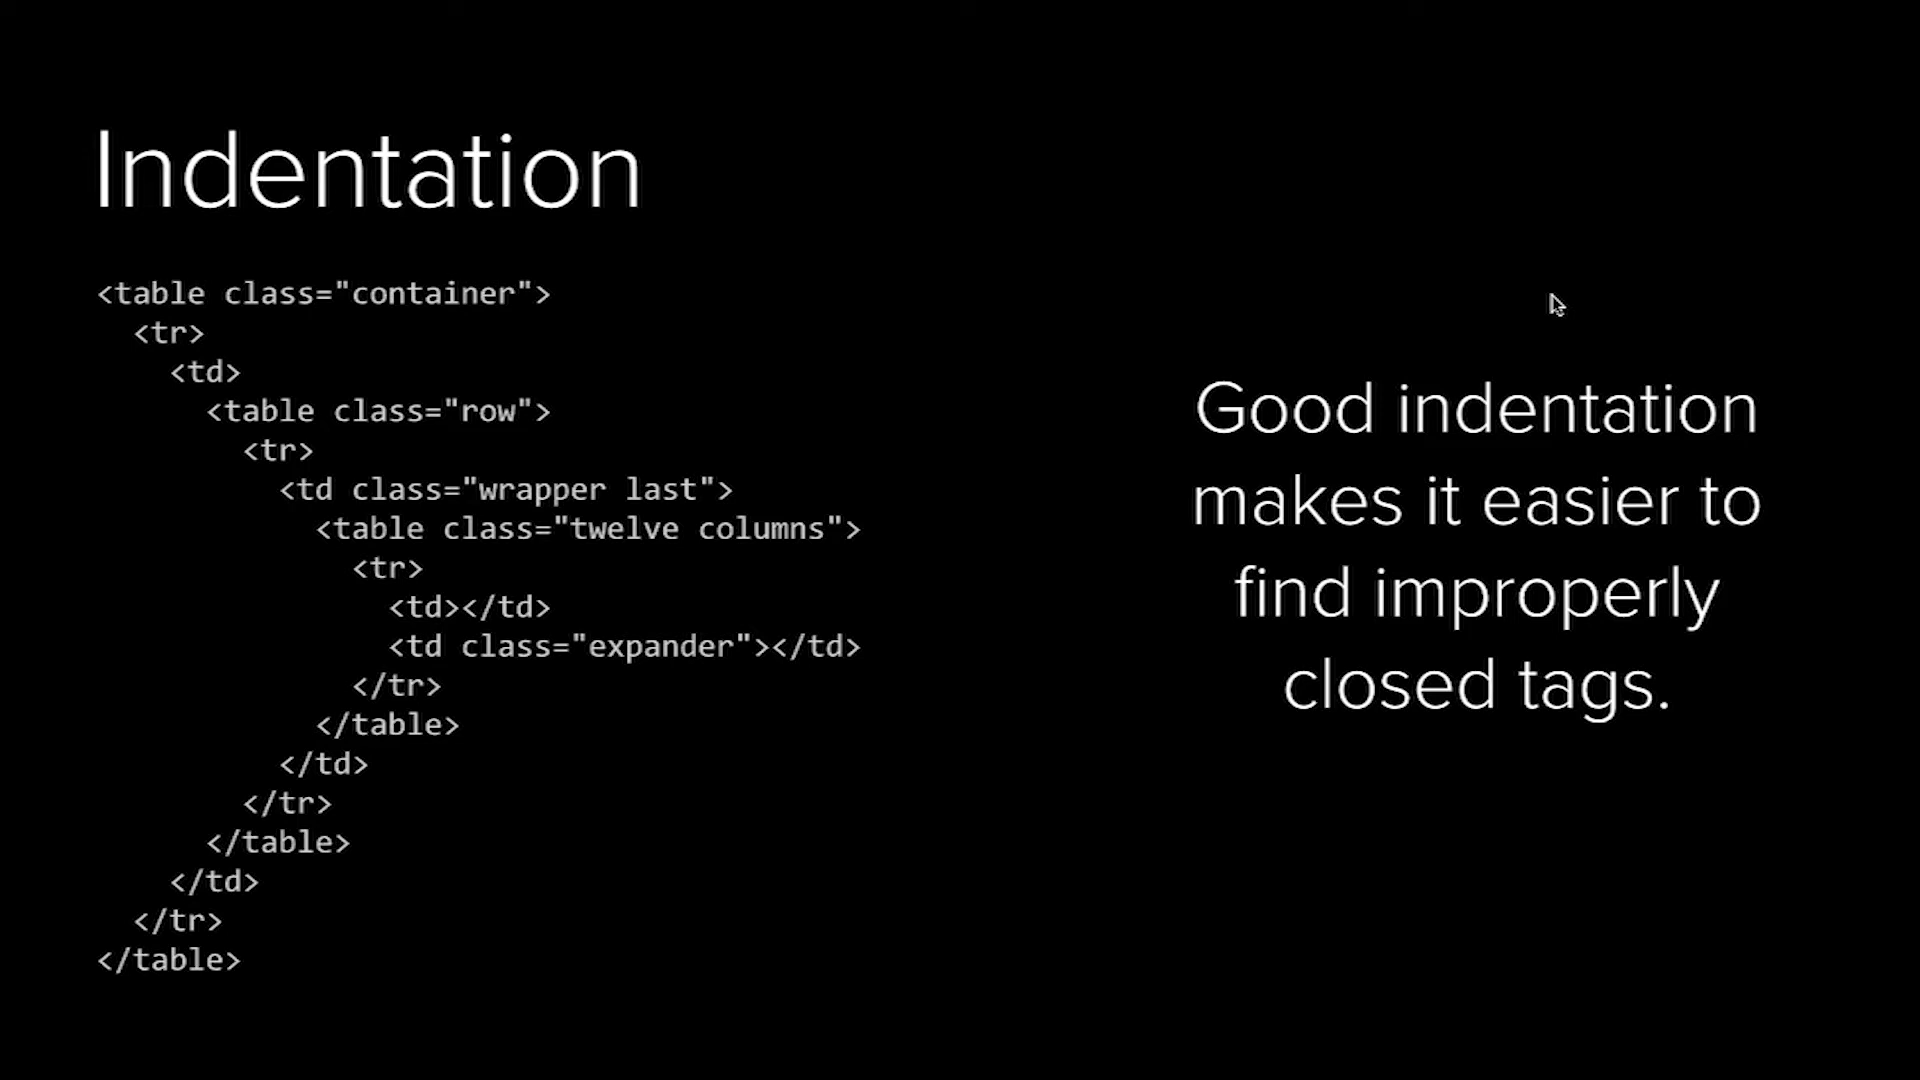 Indentation
<table class="container">
  <tr>
    <td>
      <table class="row">
        <tr>
          <td class="wrapper last">
            <table class="twelve columns">
              <tr>
                <td></td>
                <td class="expander"></td>
              </tr>
            </table>
          </td>
        </tr>
      </table>
    </td>
  </tr>
</table>
Good indentation
makes it easier to
find improperly
closed tags.